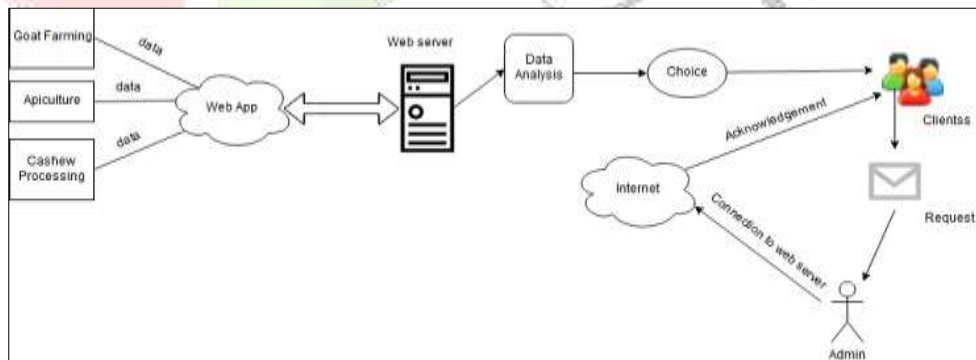 Goat Farming
data
Web server
Data
Analysis
Choice
Apiculture
data
Web App
Clientss
Acknowledgement
data
Cashew
Processing
Internet
Request
Connection to web server
Admin